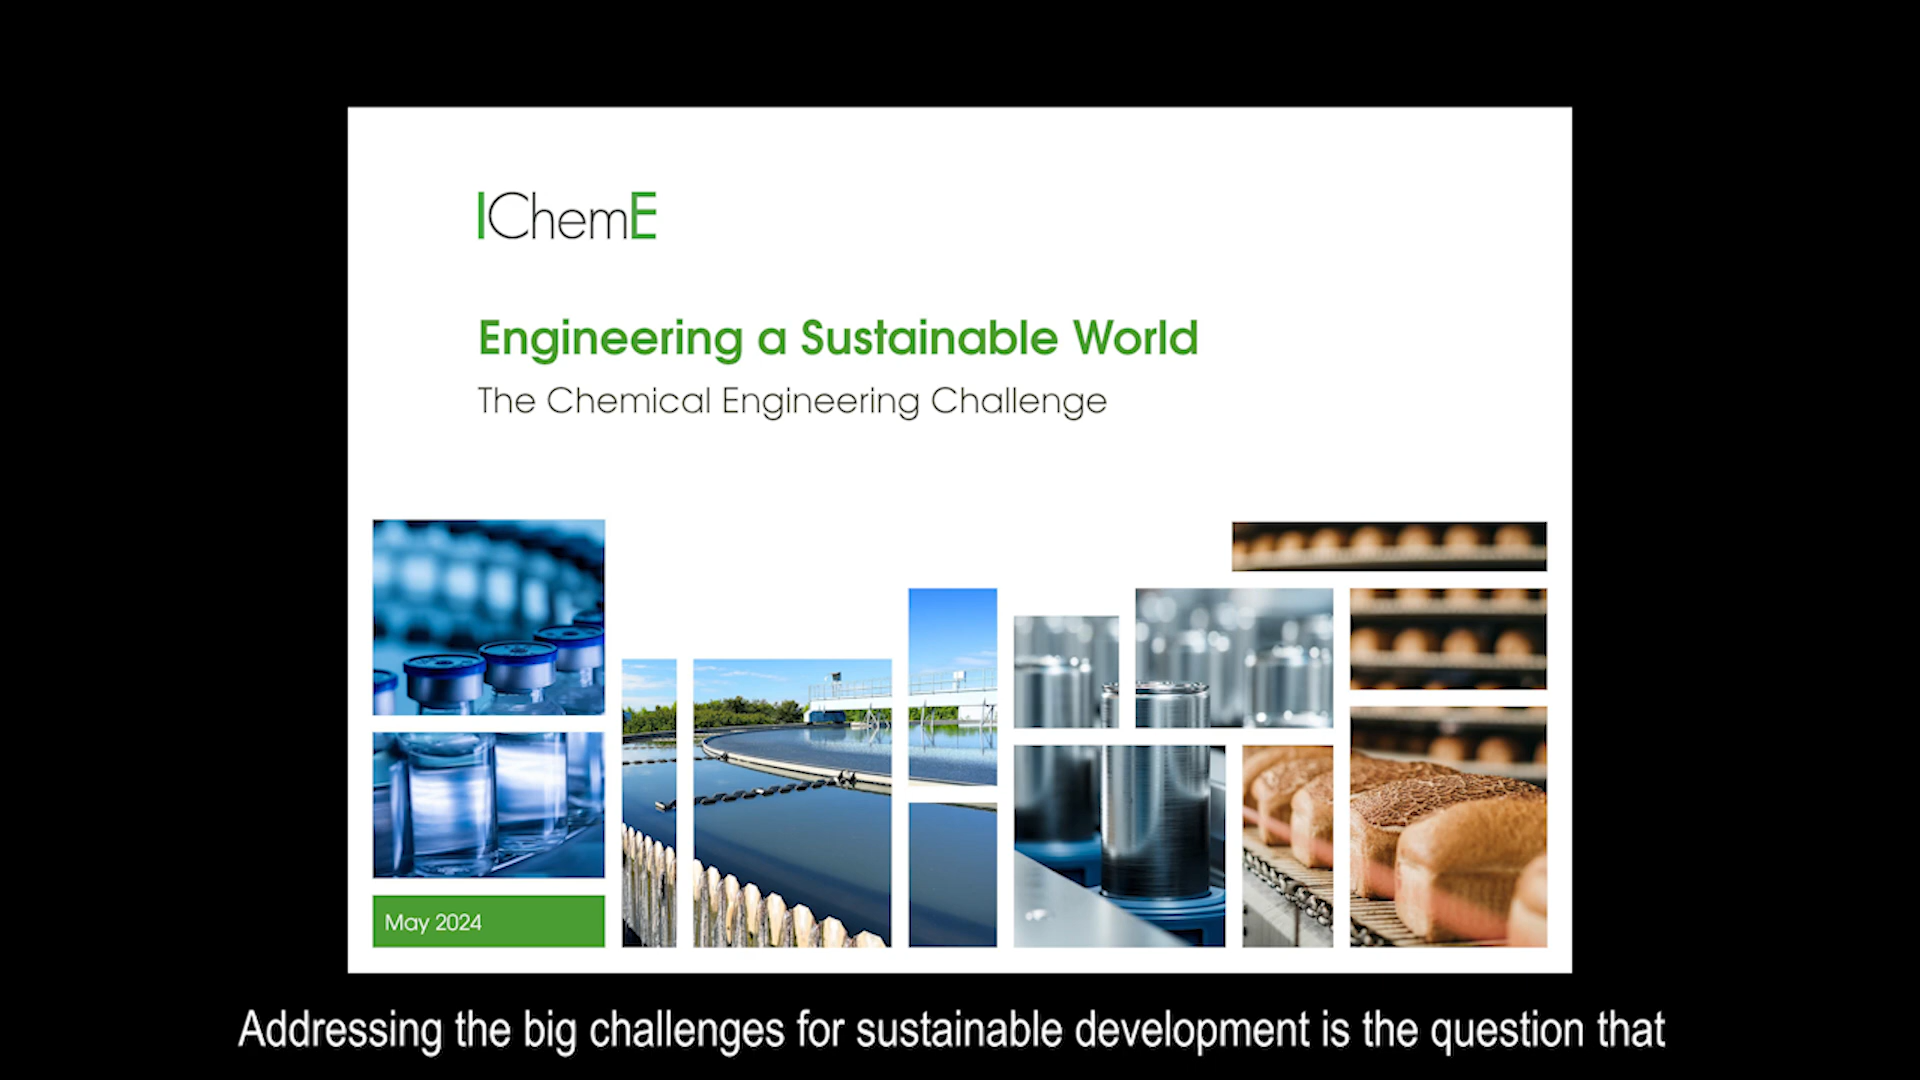 IChemE
Engineering a Sustainable World
The Chemical Engineering Challenge
May 2024
Addressing the big challenges for sustainable development is the question that